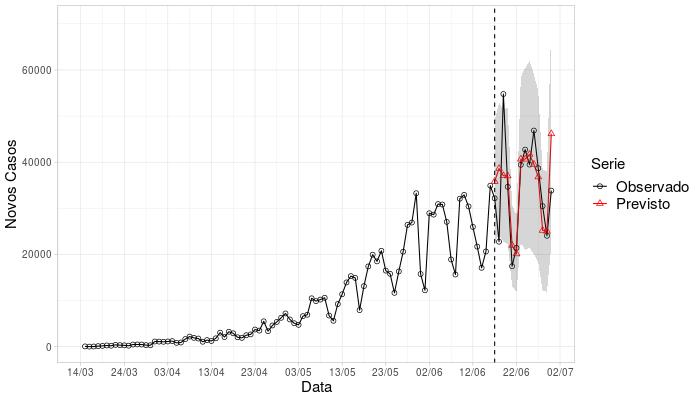 Novos Casos
60000
40000
20000
0
14/03 24/03 03/04 13/04 23/04 03/05 13/05 23/05 02/06 12/06 22/06 02/07
Data
Serie
Observado
Previsto